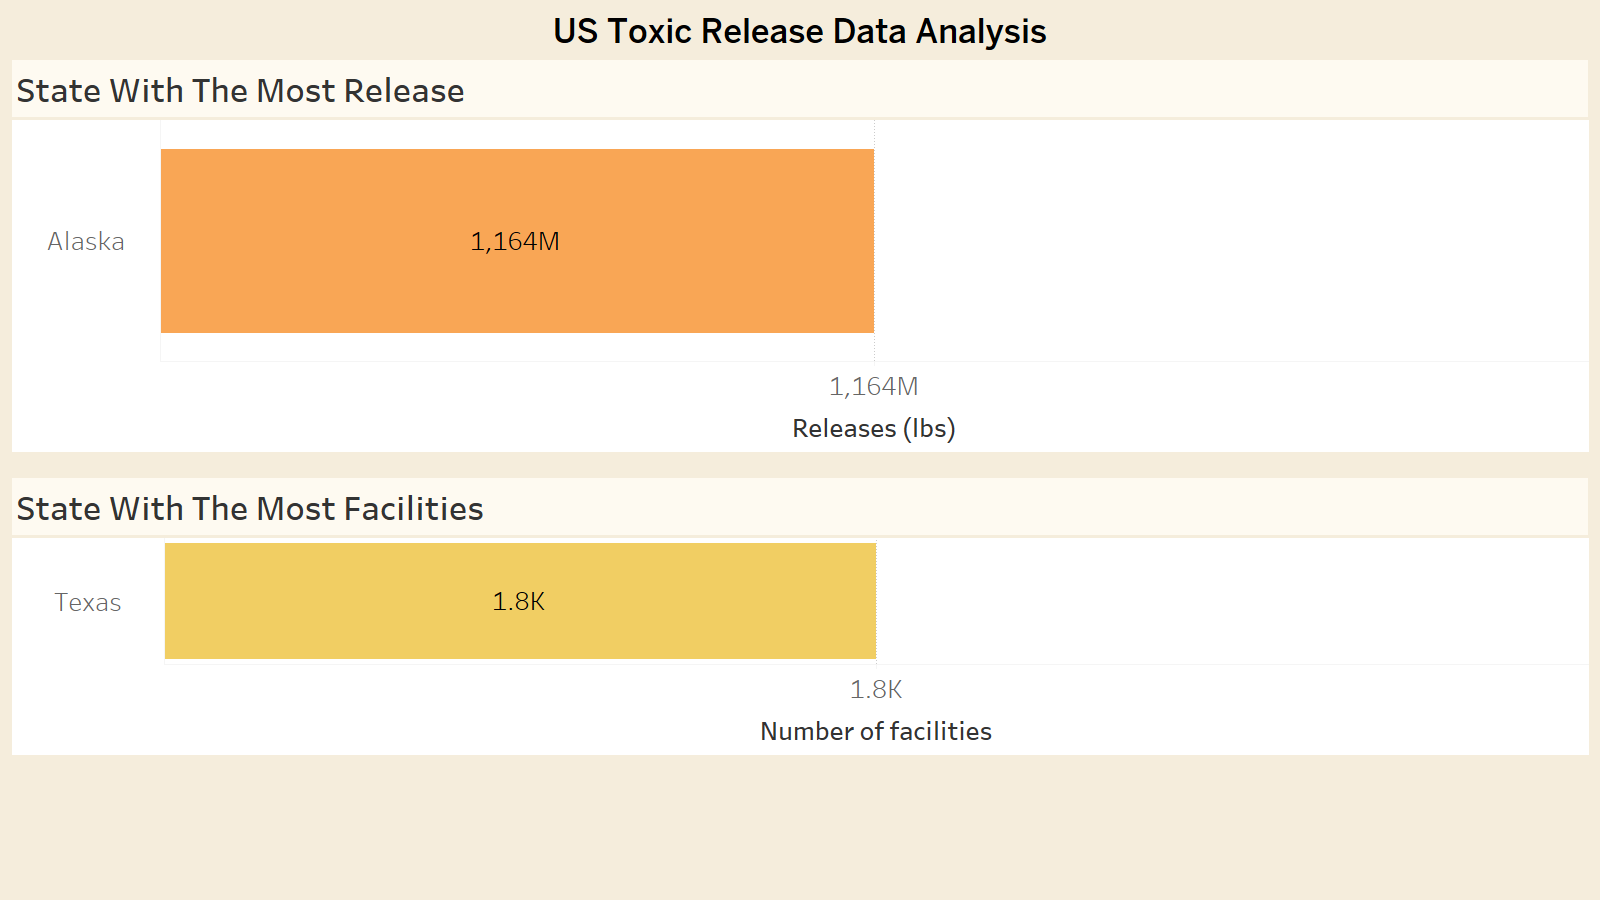 US Toxic Release Data Analysis
State With The Most Release
Alaska
1,164M
1,164M
Releases (lbs)
State With The Most Facilities
Texas
1.8K
1.8K
Number of facilities